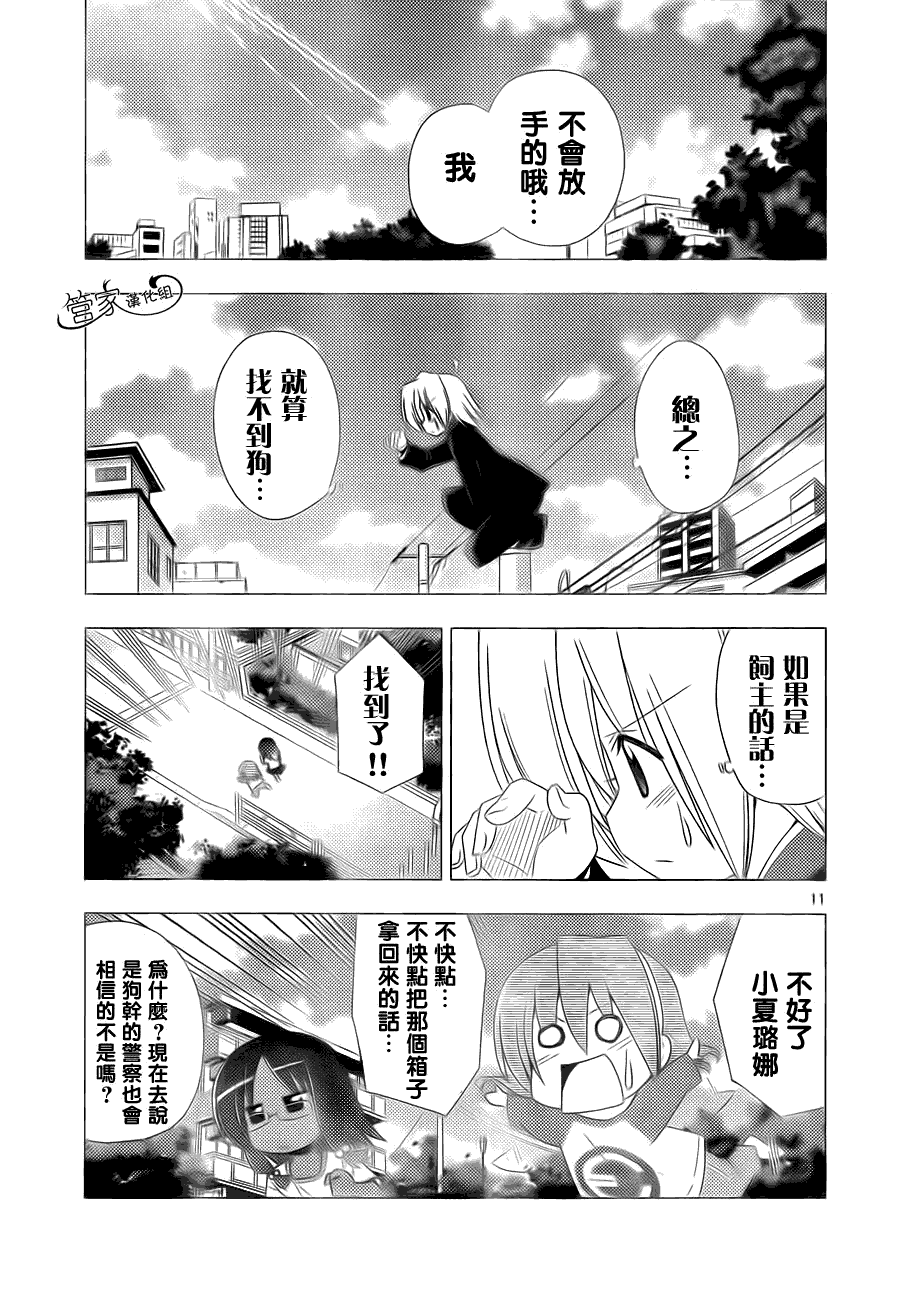 我
不會放
手的哦…
管家漢化組
總之…
就算
找不到狗…
如果是
飼主的話…
找到了!!
11
不好了
小夏璐娜
不快點…
不快點把那個箱子
拿回來的話…
為什麼?現在去說
是狗幹的警察也會
相信的不是嗎?